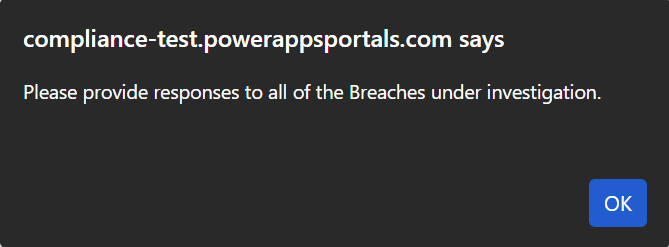 compliance-test.powerappsportals.com says
Please provide responses to all of the Breaches under investigation.
OK